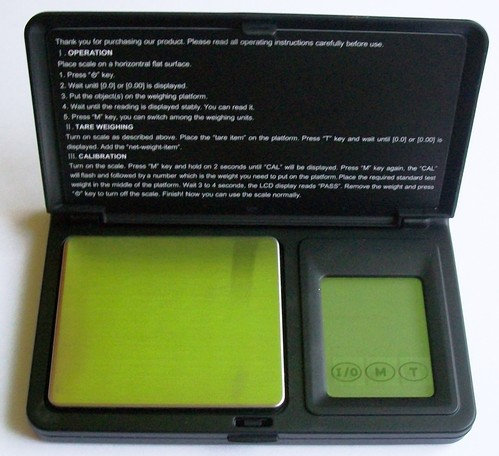 Thank you for purchasing our product. Please read all operating instructions carefully before use.
I . OPERATION
Place scale on a horizontral flat surface.
1. Press "⏻" key.
2. Wait unitl [0.0] or [0.00] is displayed.
3. Put the object(s) on the weighing platform.
4. Wait until the reading is displayed stably. You can read it.
5. Press "M" key, you can switch among the weighing units.
II . TARE WEIGHING
Turn on scale as described above. Place the "tare item" on the platform. Press "T" key and wait until [0.0] or [0.00] is
displayed. Add the "net-weight-item".
III. CALIBRATION
Turn on the scale. Press "M" key and hold on 2 seconds until "CAL" will be displayed. Press "M" key again, the "CAL"
will flash and followed by a number which is the weight you need to put on the platform. Place the required standard test
weight in the middle of the platform. Wait 3 to 4 seconds, the LCD display reads "PASS". Remove the weight and press
"⏻" key to turn off the scale. Finish! Now you can use the scale normally.
I/O M T